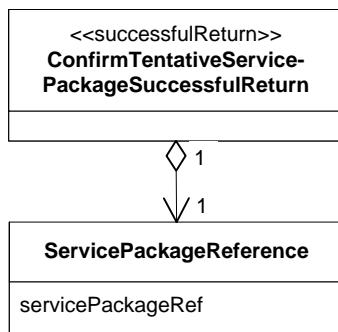 <<successfulReturn>>
ConfirmTentativeService-
PackageSuccessfulReturn
1
1
ServicePackageReference
servicePackageRef